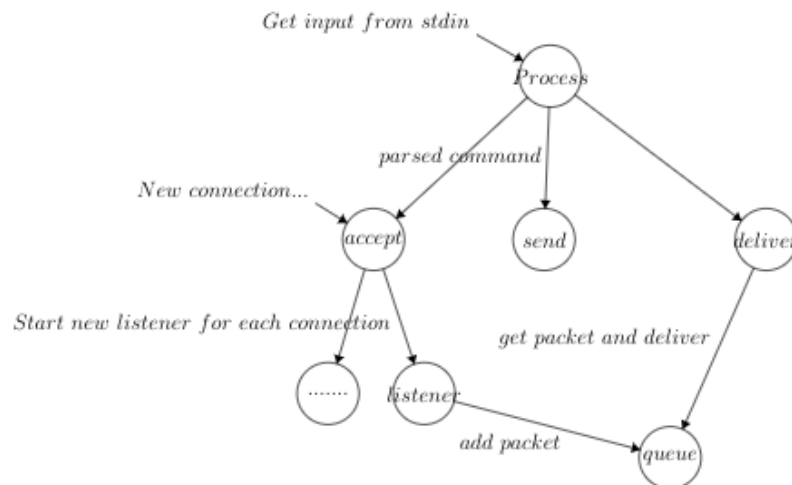 Get input from stdin
Process
parsed command
New connection...
accept
send
deliver
Start new listener for each connection
get packet and deliver
.......
listener
add packet
queue